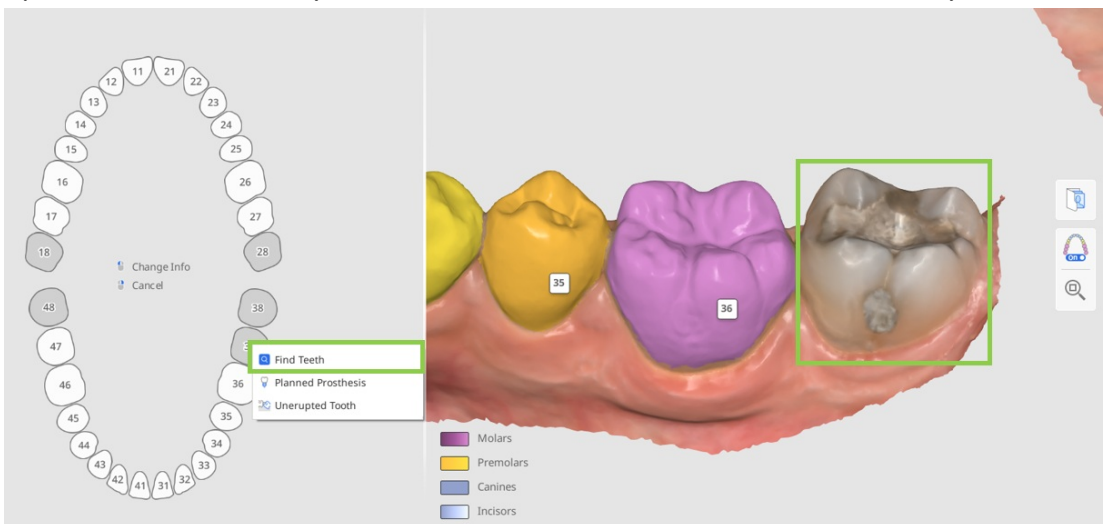 11 21
12 22
13 23
14 24
15 25
16 26
17 27
18 28
Change Info
Cancel
48 38
47
46 36
45 35
44 34
43 33
42 41 31 32
Find Teeth
Planned Prosthesis
Unerupted Tooth
35
36
ON
Molars
Premolars
Canines
Incisors